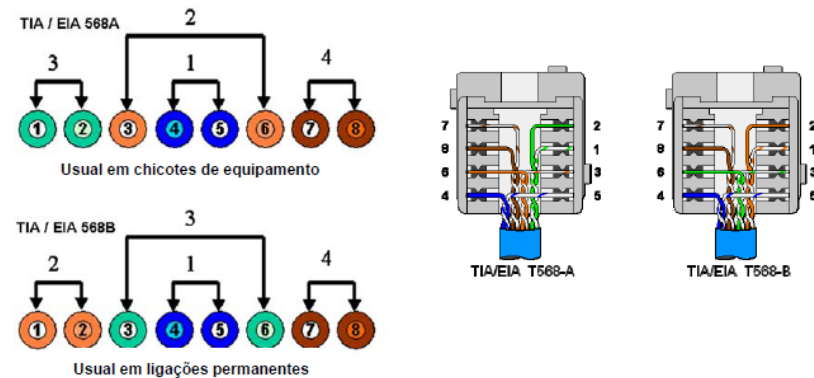 TIA / EIA 568A
2
3
1
4
1 2 3 4 5 6 7 8
Usual em chicotes de equipamento
TIA / EIA 568B
3
2
1
4
1 2 3 4 5 6 7 8
Usual em ligações permanentes
7 2
8 1
6 3
4 5
TIA/EIA T568-A
7 2
8 1
6 3
4 5
TIA/EIA T568-B